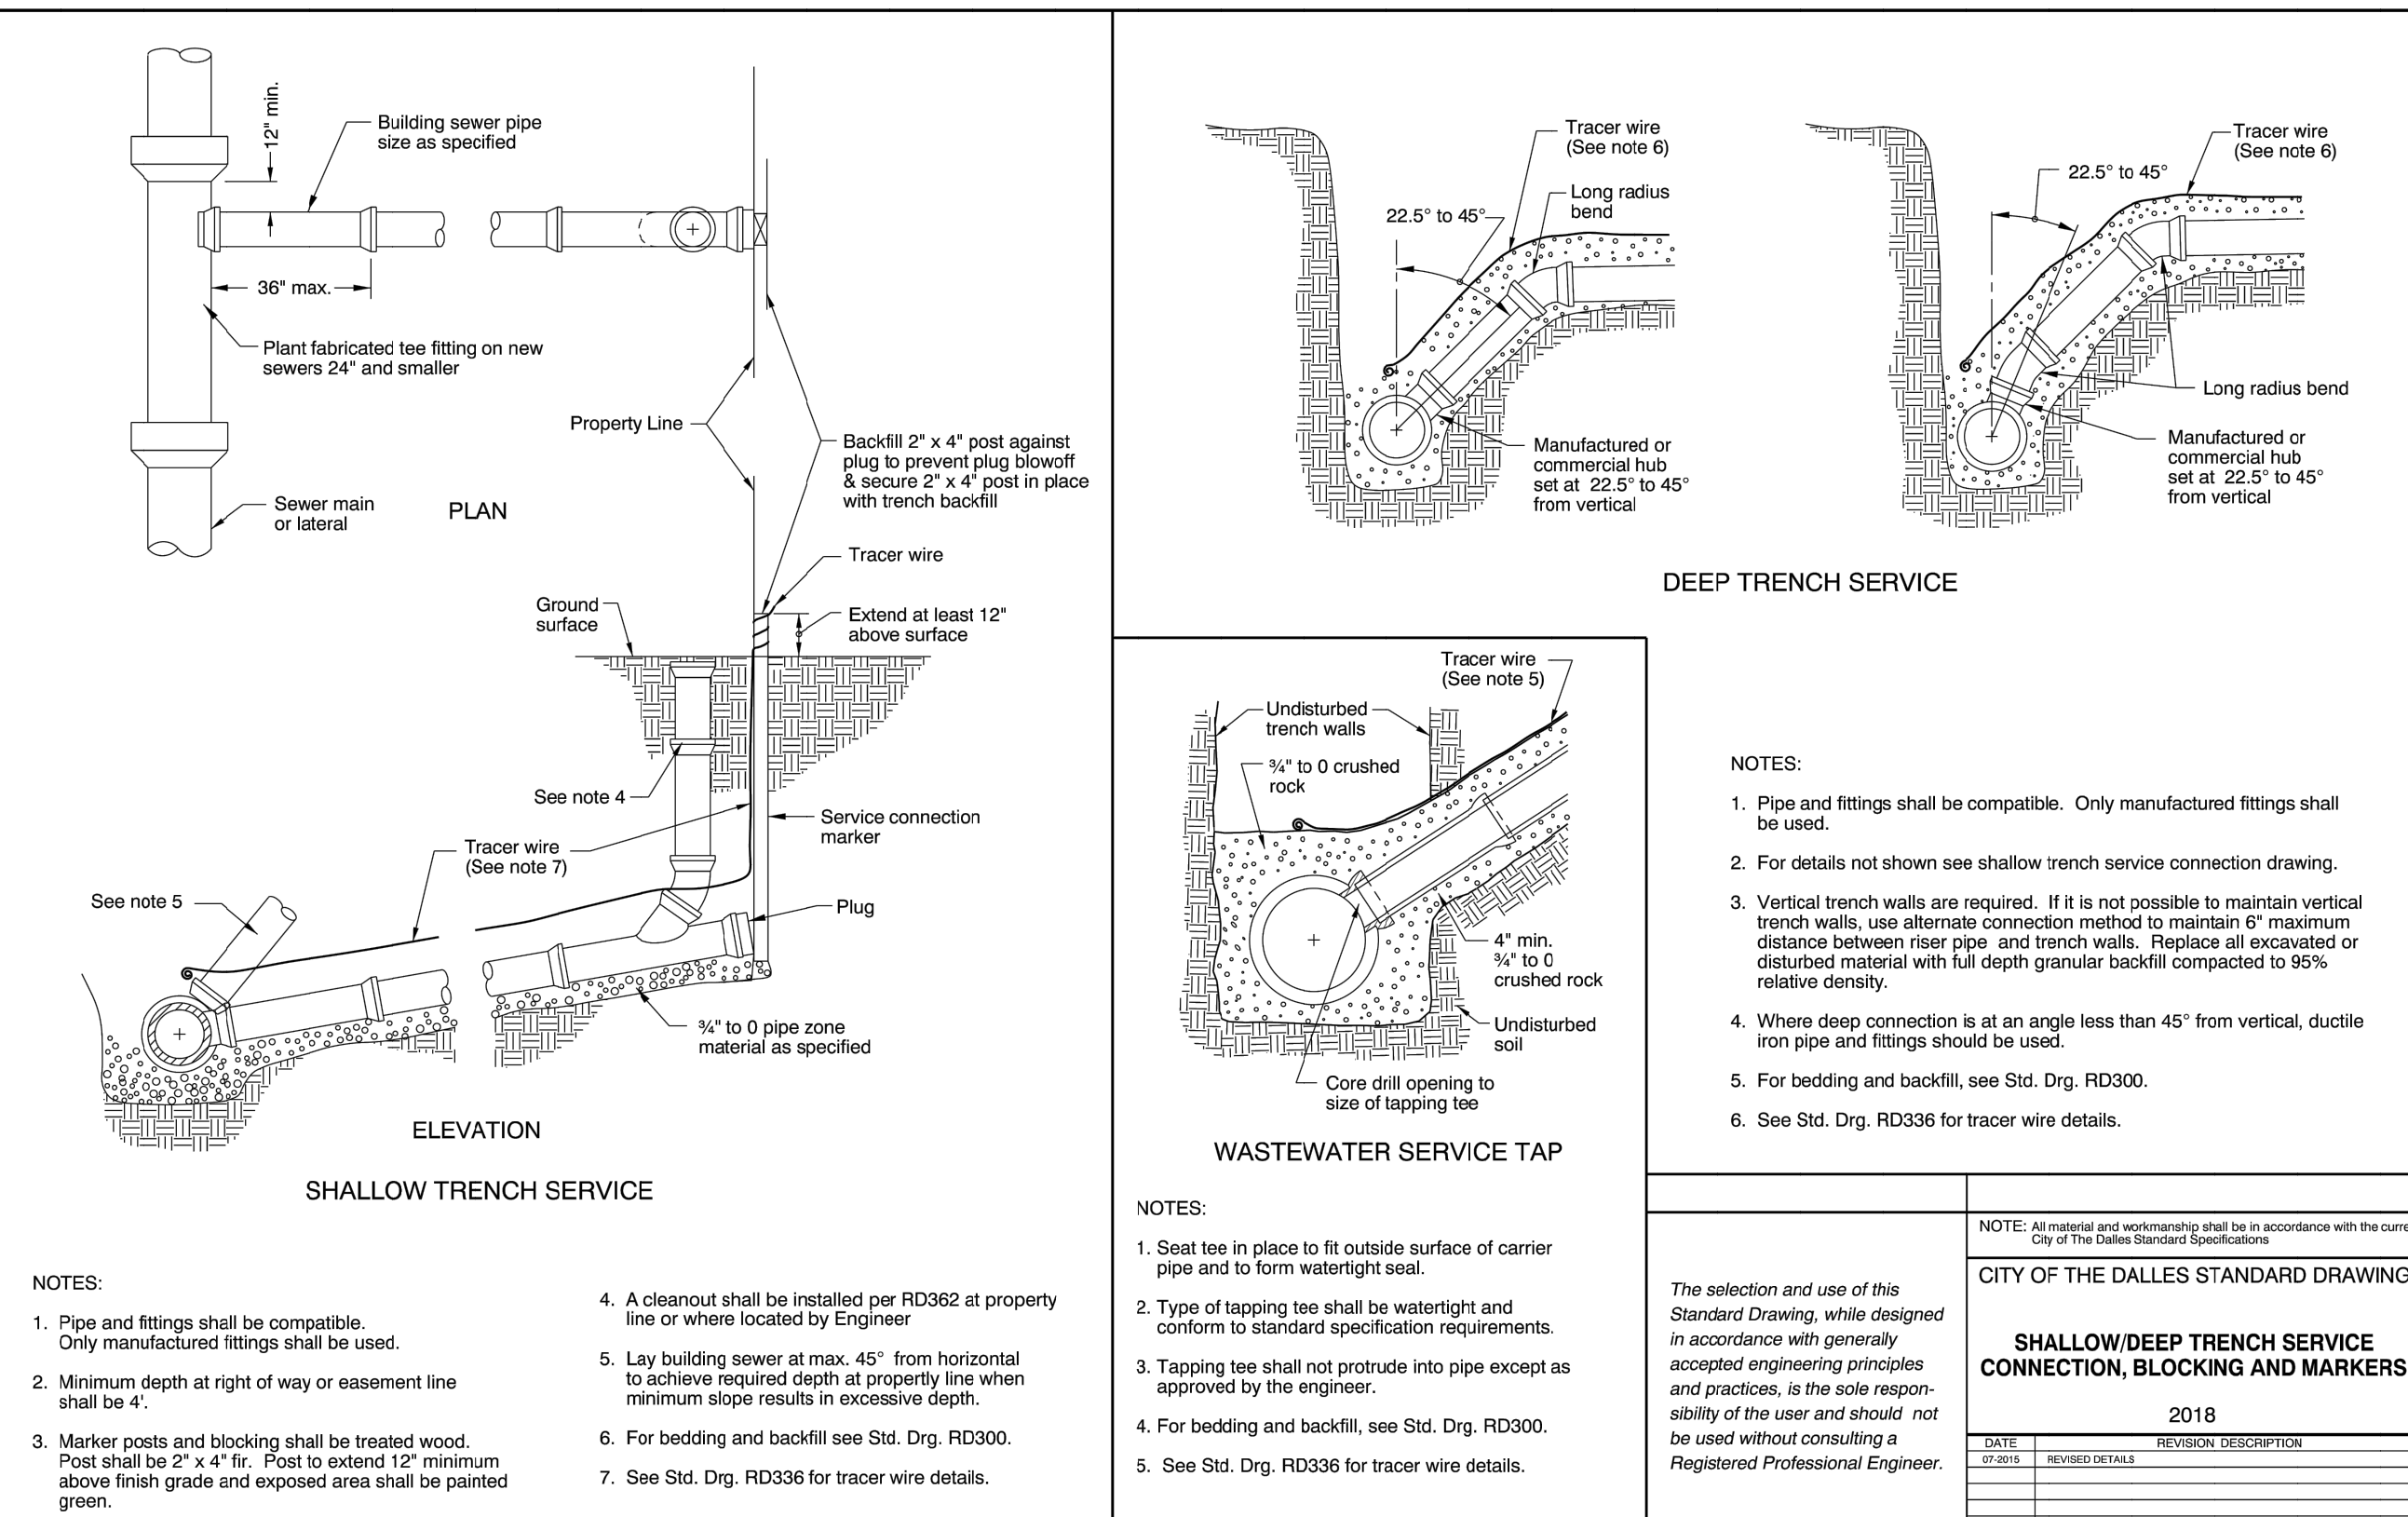 12" min.
Building sewer pipe
size as specified
36" max.
Plant fabricated tee fitting on new
sewers 24" and smaller
Property Line
Backfill 2" x 4" post against
plug to prevent plug blowoff
& secure 2" x 4" post in place
with trench backfill
Sewer main
or lateral
PLAN
Tracer wire
Ground
surface
Extend at least 12"
above surface
See note 4
Service connection
marker
Tracer wire
(See note 7)
See note 5
Plug
¾" to 0 pipe zone
material as specified
ELEVATION
SHALLOW TRENCH SERVICE
NOTES:
1. Pipe and fittings shall be compatible.
Only manufactured fittings shall be used.
2. Minimum depth at right of way or easement line
shall be 4'.
3. Marker posts and blocking shall be treated wood.
Post shall be 2" x 4" fir. Post to extend 12" minimum
above finish grade and exposed area shall be painted
green.
4. A cleanout shall be installed per RD362 at property
line or where located by Engineer
5. Lay building sewer at max. 45° from horizontal
to achieve required depth at propertly line when
minimum slope results in excessive depth.
6. For bedding and backfill see Std. Drg. RD300.
7. See Std. Drg. RD336 for tracer wire details.
Tracer wire
(See note 6)
Long radius
bend
22.5° to 45°
Manufactured or
commercial hub
set at 22.5° to 45°
from vertical
Tracer wire
(See note 6)
22.5° to 45°
Long radius bend
Manufactured or
commercial hub
set at 22.5° to 45°
from vertical
DEEP TRENCH SERVICE
Tracer wire
(See note 5)
Undisturbed
trench walls
¾" to 0 crushed
rock
4" min.
¾" to 0
crushed rock
Undisturbed
soil
Core drill opening to
size of tapping tee
WASTEWATER SERVICE TAP
NOTES:
1. Seat tee in place to fit outside surface of carrier
pipe and to form watertight seal.
2. Type of tapping tee shall be watertight and
conform to standard specification requirements.
3. Tapping tee shall not protrude into pipe except as
approved by the engineer.
4. For bedding and backfill, see Std. Drg. RD300.
5. See Std. Drg. RD336 for tracer wire details.
NOTES:
1. Pipe and fittings shall be compatible. Only manufactured fittings shall
be used.
2. For details not shown see shallow trench service connection drawing.
3. Vertical trench walls are required. If it is not possible to maintain vertical
trench walls, use alternate connection method to maintain 6" maximum
distance between riser pipe and trench walls. Replace all excavated or
disturbed material with full depth granular backfill compacted to 95%
relative density.
4. Where deep connection is at an angle less than 45° from vertical, ductile
iron pipe and fittings should be used.
5. For bedding and backfill, see Std. Drg. RD300.
6. See Std. Drg. RD336 for tracer wire details.
The selection and use of this
Standard Drawing, while designed
in accordance with generally
accepted engineering principles
and practices, is the sole respon-
sibility of the user and should not
be used without consulting a
Registered Professional Engineer.
NOTE: All material and workmanship shall be in accordance with the curre
City of The Dalles Standard Specifications
CITY OF THE DALLES STANDARD DRAWING
SHALLOW/DEEP TRENCH SERVICE
CONNECTION, BLOCKING AND MARKERS
2018
DATE REVISION DESCRIPTION
07-2015 REVISED DETAILS